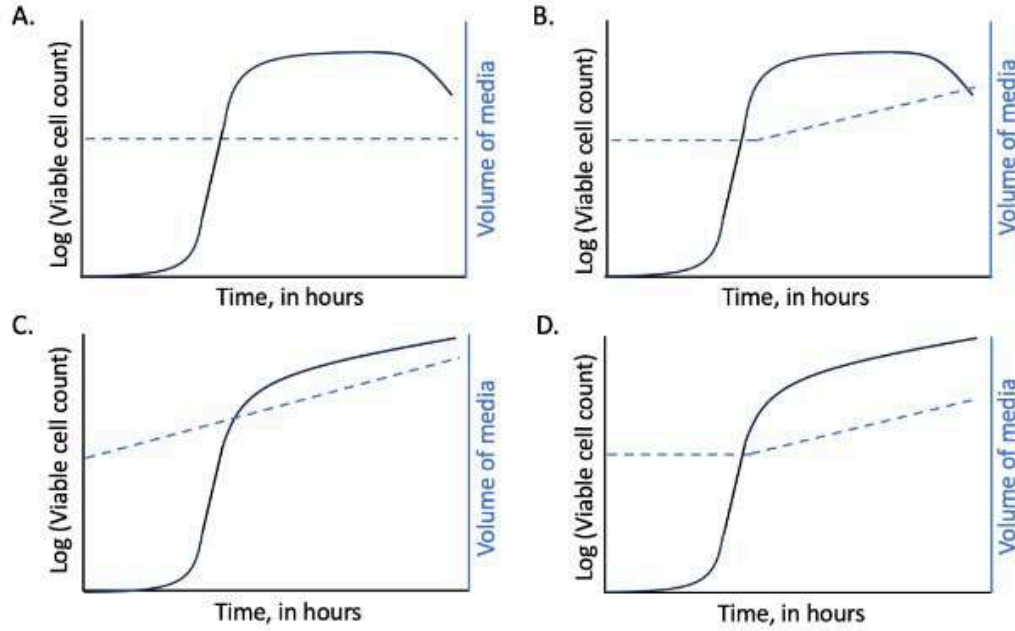 A.
Log (Viable cell count)
Volume of media
Time, in hours
B.
Log (Viable cell count)
Volume of media
Time, in hours
C.
Log (Viable cell count)
Volume of media
Time, in hours
D.
Log (Viable cell count)
Volume of media
Time, in hours